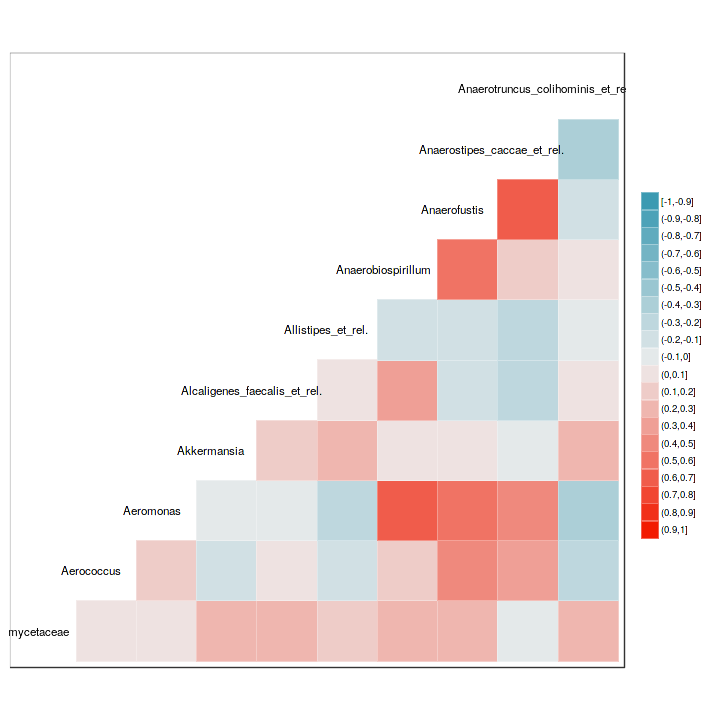 Anaerotruncus_colihominis_et_re
Anaerostipes_caccae_et_rel.
Anaerofustis
Anaerobiospirillum
Allistipes_et_rel.
Alcaligenes_faecalis_et_rel.
Akkermansia
Aeromonas
Aerococcus
mycetaceae
[-1,-0.9]
(-0.9,-0.8]
(-0.8,-0.7]
(-0.7,-0.6]
(-0.6,-0.5]
(-0.5,-0.4]
(-0.4,-0.3]
(-0.3,-0.2]
(-0.2,-0.1]
(-0.1,0]
(0,0.1]
(0.1,0.2]
(0.2,0.3]
(0.3,0.4]
(0.4,0.5]
(0.5,0.6]
(0.6,0.7]
(0.7,0.8]
(0.8,0.9]
(0.9,1]